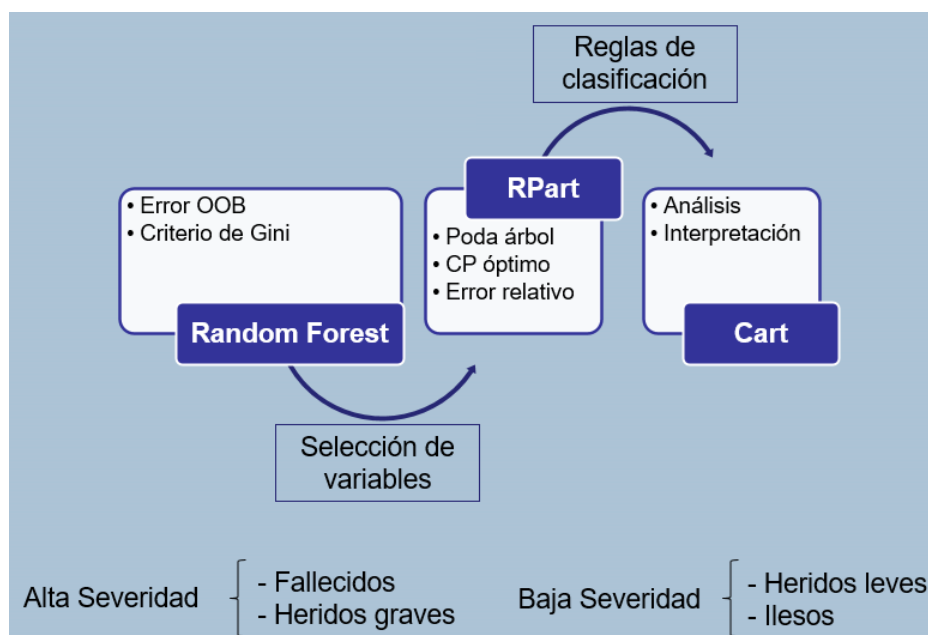 Reglas de
clasificación
RPart
• Error OOB
• Criterio de Gini
Random Forest
• Poda árbol
• CP óptimo
• Error relativo
• Análisis
• Interpretación
Cart
Selección de
variables
Alta Severidad
- Fallecidos
- Heridos graves
Baja Severidad
- Heridos leves
- Ilesos